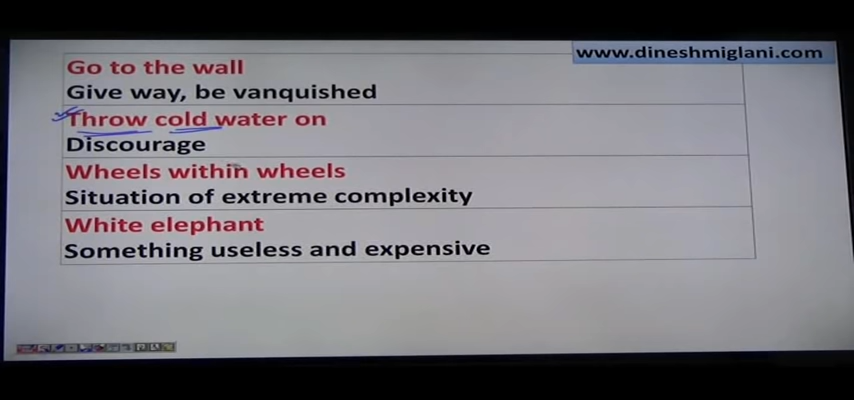 www.dineshmiglani.com
Go to the wall
Give way, be vanquished
Throw cold water on
Discourage
Wheels within wheels
Situation of extreme complexity
White elephant
Something useless and expensive